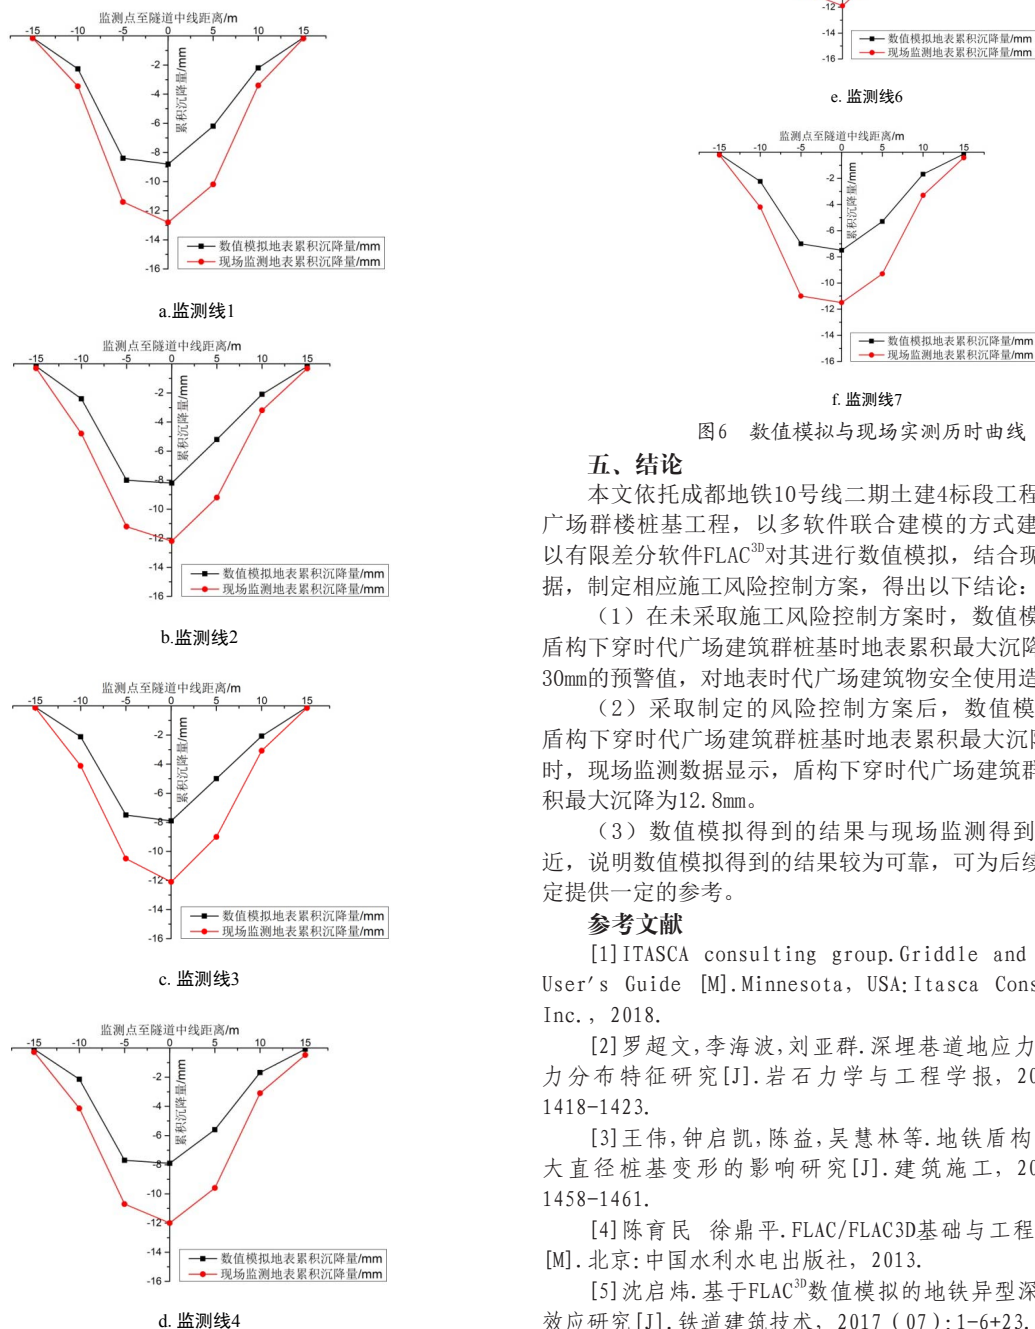 监测点至隧道中线距离/m
-15 -10 -5 0 5 10 15
累积沉降量/mm
-2
-4
-6
-8
-10
-12
-14
-16
数值模拟地表累积沉降量/mm
现场监测地表累积沉降量/mm
a.监测线1
监测点至隧道中线距离/m
-15 -10 -5 0 5 10 15
累积沉降量/mm
-2
-4
-6
-8
-10
-12
-14
-16
数值模拟地表累积沉降量/mm
现场监测地表累积沉降量/mm
b.监测线2
监测点至隧道中线距离/m
-15 -10 -5 0 5 10 15
累积沉降量/mm
-2
-4
-6
-8
-10
-12
-14
-16
数值模拟地表累积沉降量/mm
现场监测地表累积沉降量/mm
c. 监测线3
监测点至隧道中线距离/m
-15 -10 -5 0 5 10 15
累积沉降量/mm
-2
-4
-6
-8
-10
-12
-14
-16
数值模拟地表累积沉降量/mm
现场监测地表累积沉降量/mm
d. 监测线4
-12
-14
-16
数值模拟地表累积沉降量/mm
现场监测地表累积沉降量/mm
e. 监测线6
监测点至隧道中线距离/m
-15 -10 -5 0 5 10 15
累积沉降量/mm
-2
-4
-6
-8
-10
-12
-14
-16
数值模拟地表累积沉降量/mm
现场监测地表累积沉降量/mm
f. 监测线7
图6 数值模拟与现场实测历时曲线
五、结论
本文依托成都地铁10号线二期土建4标段工程
广场群楼桩基工程，以多软件联合建模的方式建
以有限差分软件FLAC3D对其进行数值模拟，结合现
据，制定相应施工风险控制方案，得出以下结论：
（1）在未采取施工风险控制方案时，数值模
盾构下穿时代广场建筑群桩基时地表累积最大沉降
30mm的预警值，对地表时代广场建筑物安全使用造
（2）采取制定的风险控制方案后，数值模
盾构下穿时代广场建筑群桩基时地表累积最大沉降
时，现场监测数据显示，盾构下穿时代广场建筑群
积最大沉降为12.8mm。
（3）数值模拟得到的结果与现场监测得到
近，说明数值模拟得到的结果较为可靠，可为后续
定提供一定的参考。
参考文献
[1]ITASCA consulting group.Griddle and
User's Guide [M].Minnesota, USA:Itasca Cons
Inc., 2018.
[2]罗超文,李海波,刘亚群.深埋巷道地应力
力分布特征研究[J].岩石力学与工程学报, 20
1418-1423.
[3]王伟,钟启凯,陈益,吴慧林等.地铁盾构
大直径桩基变形的影响研究[J].建筑施工, 20
1458-1461.
[4]陈育民 徐鼎平.FLAC/FLAC3D基础与工程
[M].北京:中国水利水电出版社, 2013.
[5]沈启炜.基于FLAC3D数值模拟的地铁异型深
效应研究[J].铁道建筑技术, 2017（07）:1-6+23.